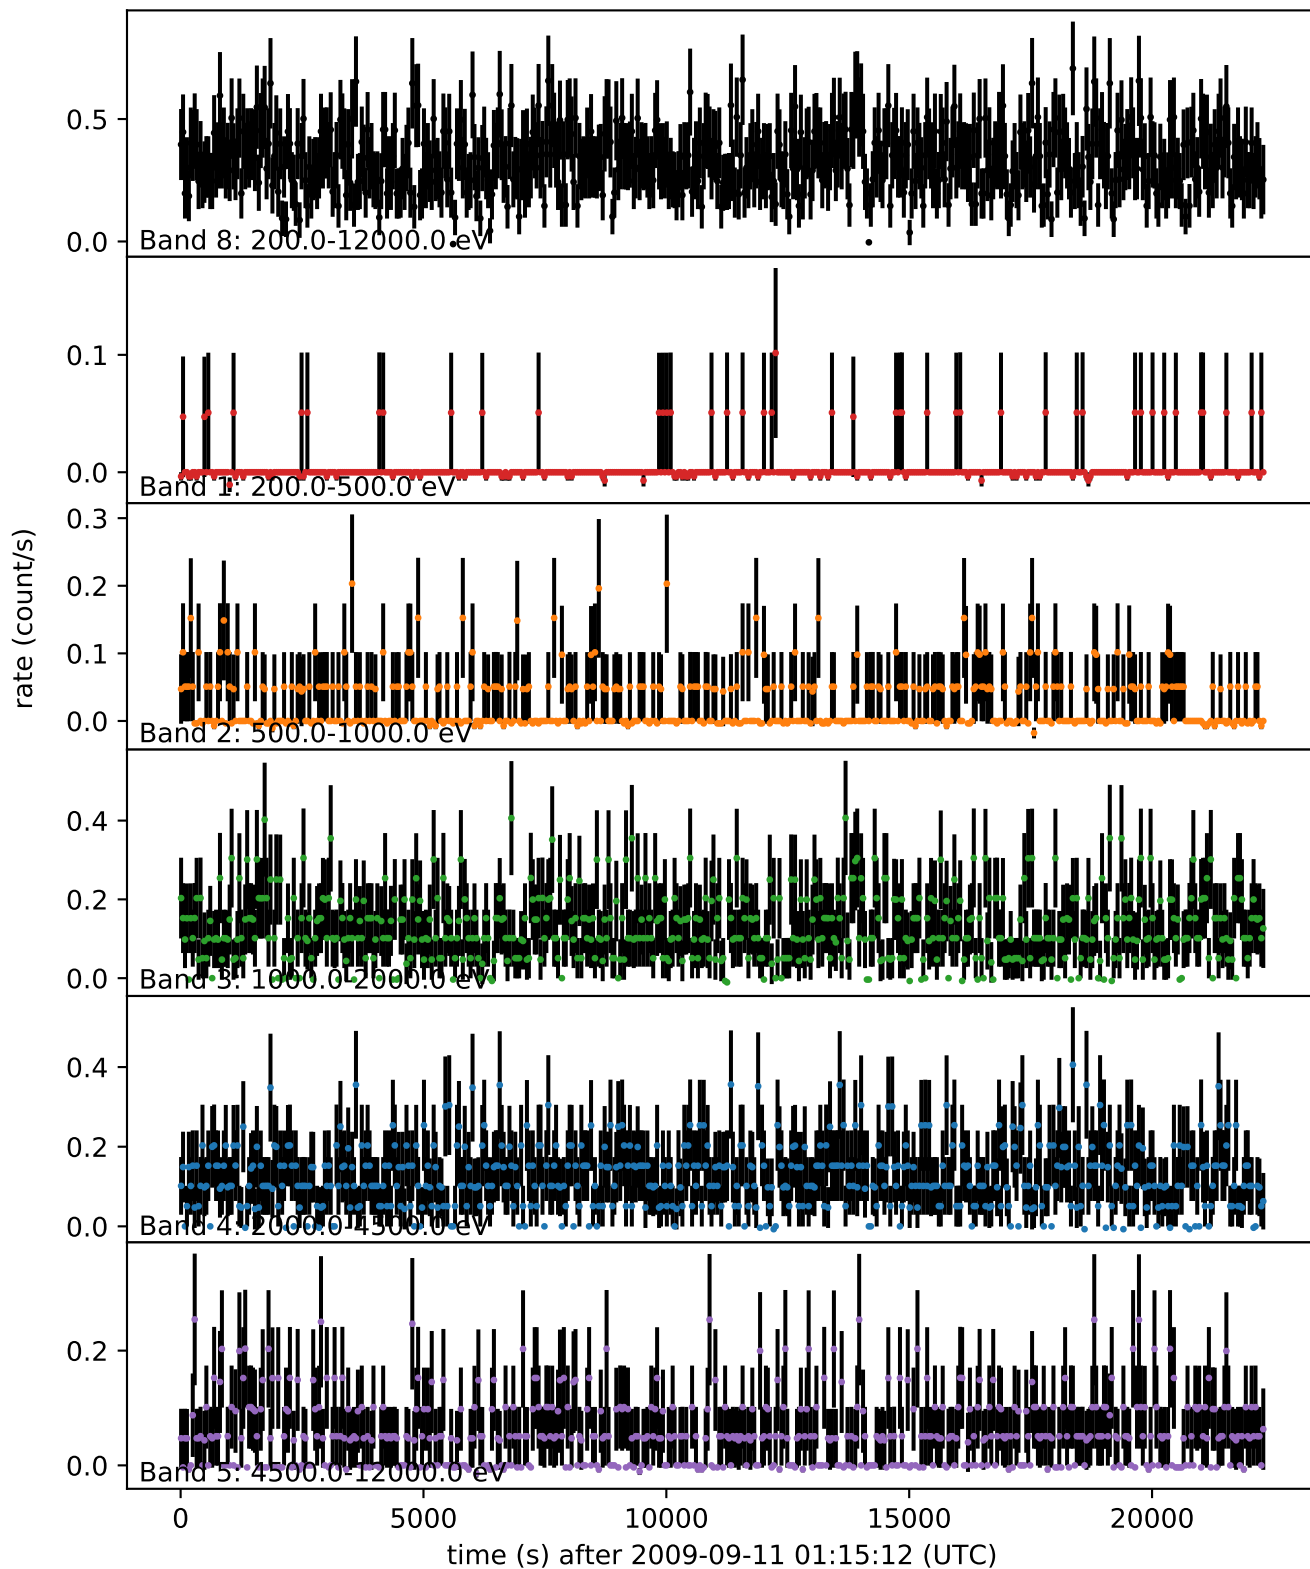 0.5
0.0
Band 8: 200.0-12000.0 eV
0.1
0.0
Band 1: 200.0-500.0 eV
0.3
0.2
0.1
0.0
Band 2: 500.0-1000.0 eV
rate (count/s)
0.4
0.2
0.0
Band 3: 1000.0-2000.0 eV
0.4
0.2
0.0
Band 4: 2000.0-4500.0 eV
0.2
0.0
Band 5: 4500.0-12000.0 eV
0 5000 10000 15000 20000
time (s) after 2009-09-11 01:15:12 (UTC)